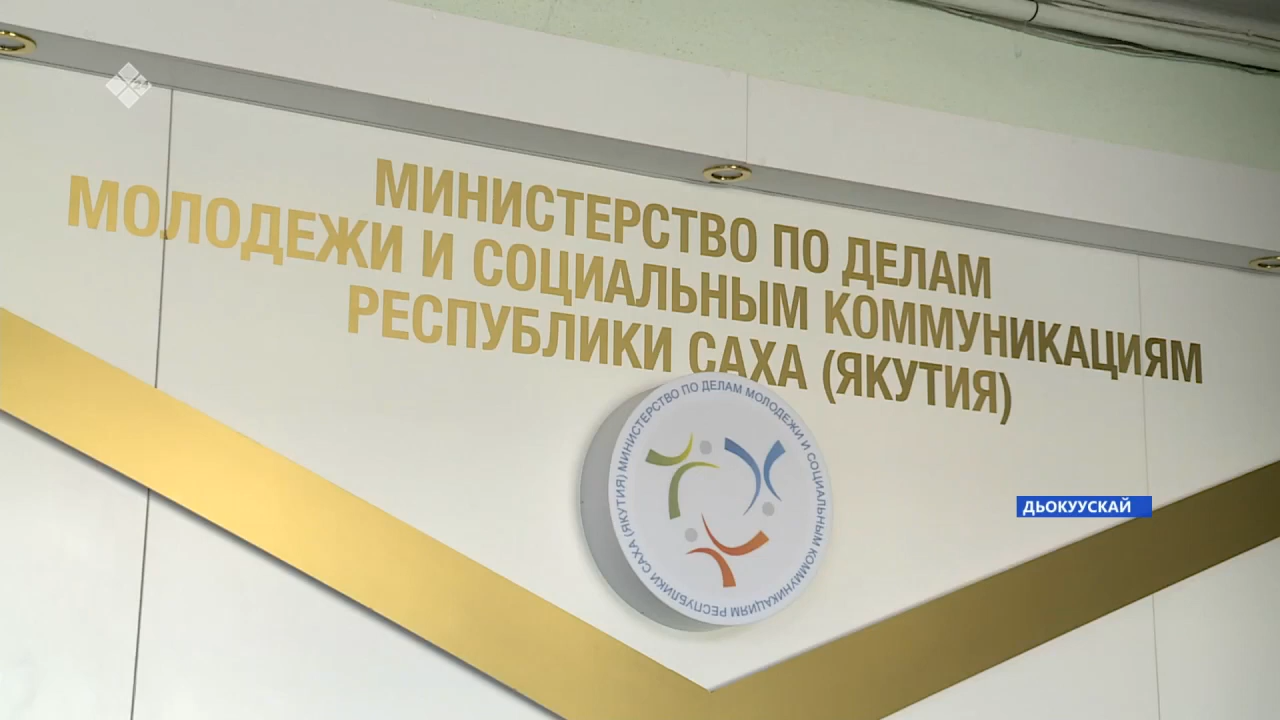 МИНИСТЕРСТВО ПО ДЕЛАМ
МОЛОДЕЖИ И СОЦИАЛЬНЫМ КОММУНИКАЦИЯМ
РЕСПУБЛИКИ САХА (ЯКУТИЯ)
МИНИСТЕРСТВО ПО ДЕЛАМ МОЛОДЕЖИ И СОЦИАЛЬНЫМ КОММУНИКАЦИЯМ РЕСПУБЛИКИ САХА (ЯКУТИЯ)
ДЬОКУУСКАЙ